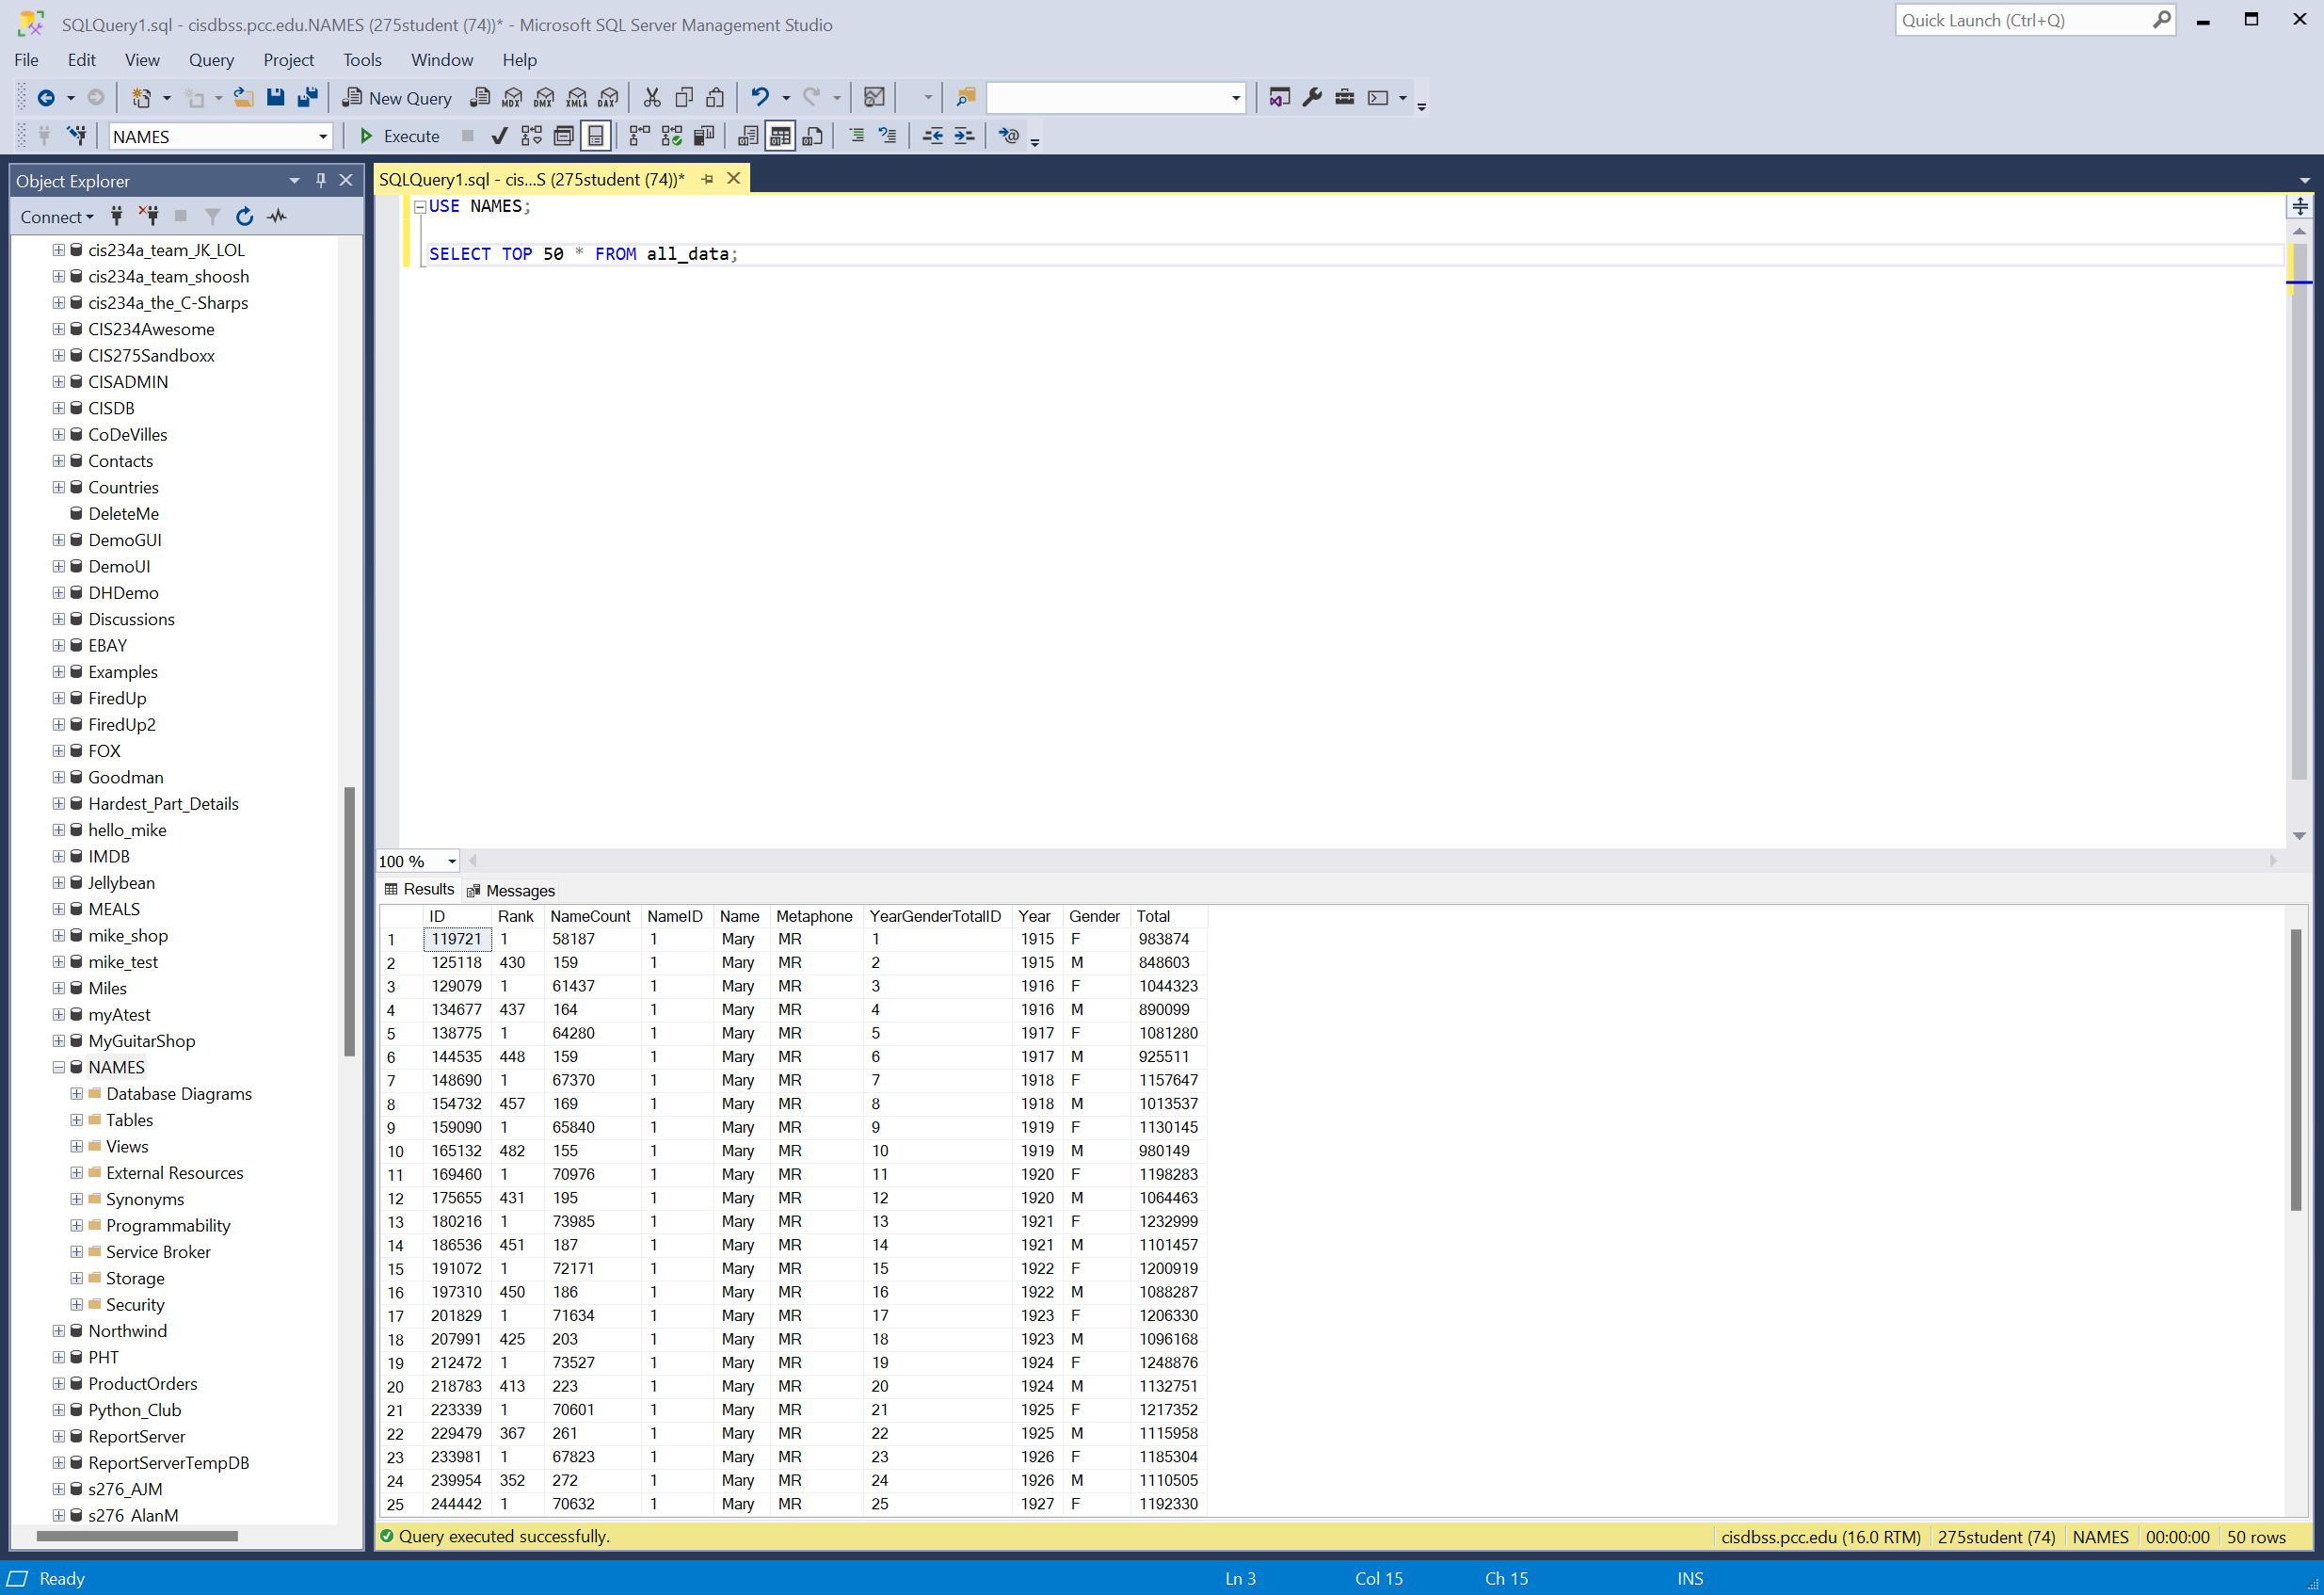 SQLQuery1.sql - cisdbss.pcc.edu.NAMES (275student (74))* - Microsoft SQL Server Management Studio
Quick Launch (Ctrl+Q)
File Edit View Query Project Tools Window Help
New Query MDX DMX XMLA DAX
NAMES Execute
Object Explorer
Connect
cis234a_team_JK_LOL
cis234a_team_shoosh
cis234a_the_C-Sharps
CIS234Awesome
CIS275Sandboxx
CISADMIN
CISDB
CoDeVilles
Contacts
Countries
DeleteMe
DemoGUI
DemoUI
DHDemo
Discussions
EBAY
Examples
FiredUp
FiredUp2
FOX
Goodman
Hardest_Part_Details
hello_mike
IMDB
Jellybean
MEALS
mike_shop
mike_test
Miles
myAtest
MyGuitarShop
NAMES
Database Diagrams
Tables
Views
External Resources
Synonyms
Programmability
Service Broker
Storage
Security
Northwind
PHT
ProductOrders
Python_Club
ReportServer
ReportServerTempDB
s276_AJM
s276_AlanM
SQLQuery1.sql - cis...S (275student (74))*
USE NAMES;
SELECT TOP 50 * FROM all_data;
100 %
Results Messages
ID Rank NameCount NameID Name Metaphone YearGenderTotalID Year Gender Total
1 119721 1 58187 1 Mary MR 1 1915 F 983874
2 125118 430 159 1 Mary MR 2 1915 M 848603
3 129079 1 61437 1 Mary MR 3 1916 F 1044323
4 134677 437 164 1 Mary MR 4 1916 M 890099
5 138775 1 64280 1 Mary MR 5 1917 F 1081280
6 144535 448 159 1 Mary MR 6 1917 M 925511
7 148690 1 67370 1 Mary MR 7 1918 F 1157647
8 154732 457 169 1 Mary MR 8 1918 M 1013537
9 159090 1 65840 1 Mary MR 9 1919 F 1130145
10 165132 482 155 1 Mary MR 10 1919 M 980149
11 169460 1 70976 1 Mary MR 11 1920 F 1198283
12 175655 431 195 1 Mary MR 12 1920 M 1064463
13 180216 1 73985 1 Mary MR 13 1921 F 1232999
14 186536 451 187 1 Mary MR 14 1921 M 1101457
15 191072 1 72171 1 Mary MR 15 1922 F 1200919
16 197310 450 186 1 Mary MR 16 1922 M 1088287
17 201829 1 71634 1 Mary MR 17 1923 F 1206330
18 207991 425 203 1 Mary MR 18 1923 M 1096168
19 212472 1 73527 1 Mary MR 19 1924 F 1248876
20 218783 413 223 1 Mary MR 20 1924 M 1132751
21 223339 1 70601 1 Mary MR 21 1925 F 1217352
22 229479 367 261 1 Mary MR 22 1925 M 1115958
23 233981 1 67823 1 Mary MR 23 1926 F 1185304
24 239954 352 272 1 Mary MR 24 1926 M 1110505
25 244442 1 70632 1 Mary MR 25 1927 F 1192330
Query executed successfully. cisdbss.pcc.edu (16.0 RTM) 275student (74) NAMES 00:00:00 50 rows
Ready Ln 3 Col 15 Ch 15 INS